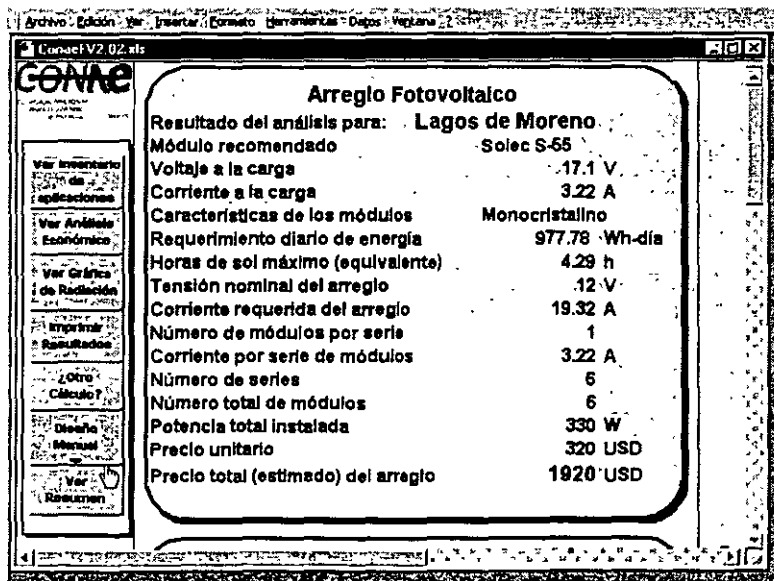 Archivo Edición Ver Insertar Formato Herramientas Datos Ventana ?
ConaeFV2.02.xls
CONAE
Arreglo Fotovoltaico
Resultado del análisis para: Lagos de Moreno
Módulo recomendado Solec S-55
Voltaje a la carga 17.1 V
Corriente a la carga 3.22 A
Características de los módulos Monocristalino
Requerimiento diario de energía 977.78 Wh-día
Horas de sol máximo (equivalente) 4.29 h
Tensión nominal del arreglo 12 V
Corriente requerida del arreglo 19.32 A
Número de módulos por serie 1
Corriente por serie de módulos 3.22 A
Número de series 6
Número total de módulos 6
Potencia total instalada 330 W
Precio unitario 320 USD
Precio total (estimado) del arreglo 1920 USD
Ver Inventario
de
aplicaciones
Ver Análisis
Económico
Ver Gráfica
de Radiación
Imprimir
Resultados
¿Otro
Cálculo?
Diseño
Manual
Ver
Resumen